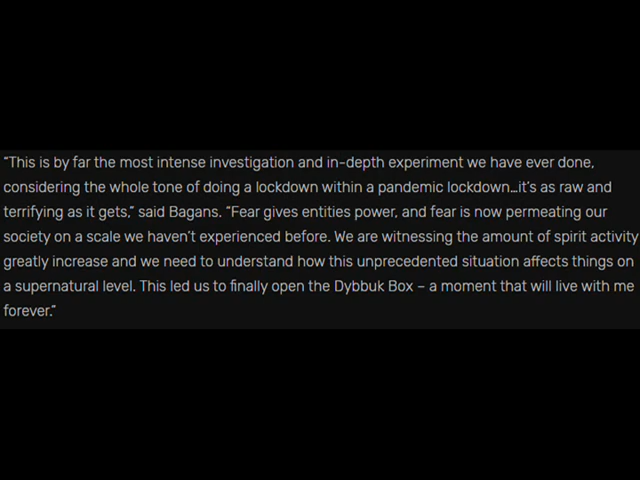 “This is by far the most intense investigation and in-depth experiment we have ever done,
considering the whole tone of doing a lockdown within a pandemic lockdown…it’s as raw and
terrifying as it gets,” said Bagans. “Fear gives entities power, and fear is now permeating our
society on a scale we haven’t experienced before. We are witnessing the amount of spirit activity
greatly increase and we need to understand how this unprecedented situation affects things on
a supernatural level. This led us to finally open the Dybbuk Box – a moment that will live with me
forever.”